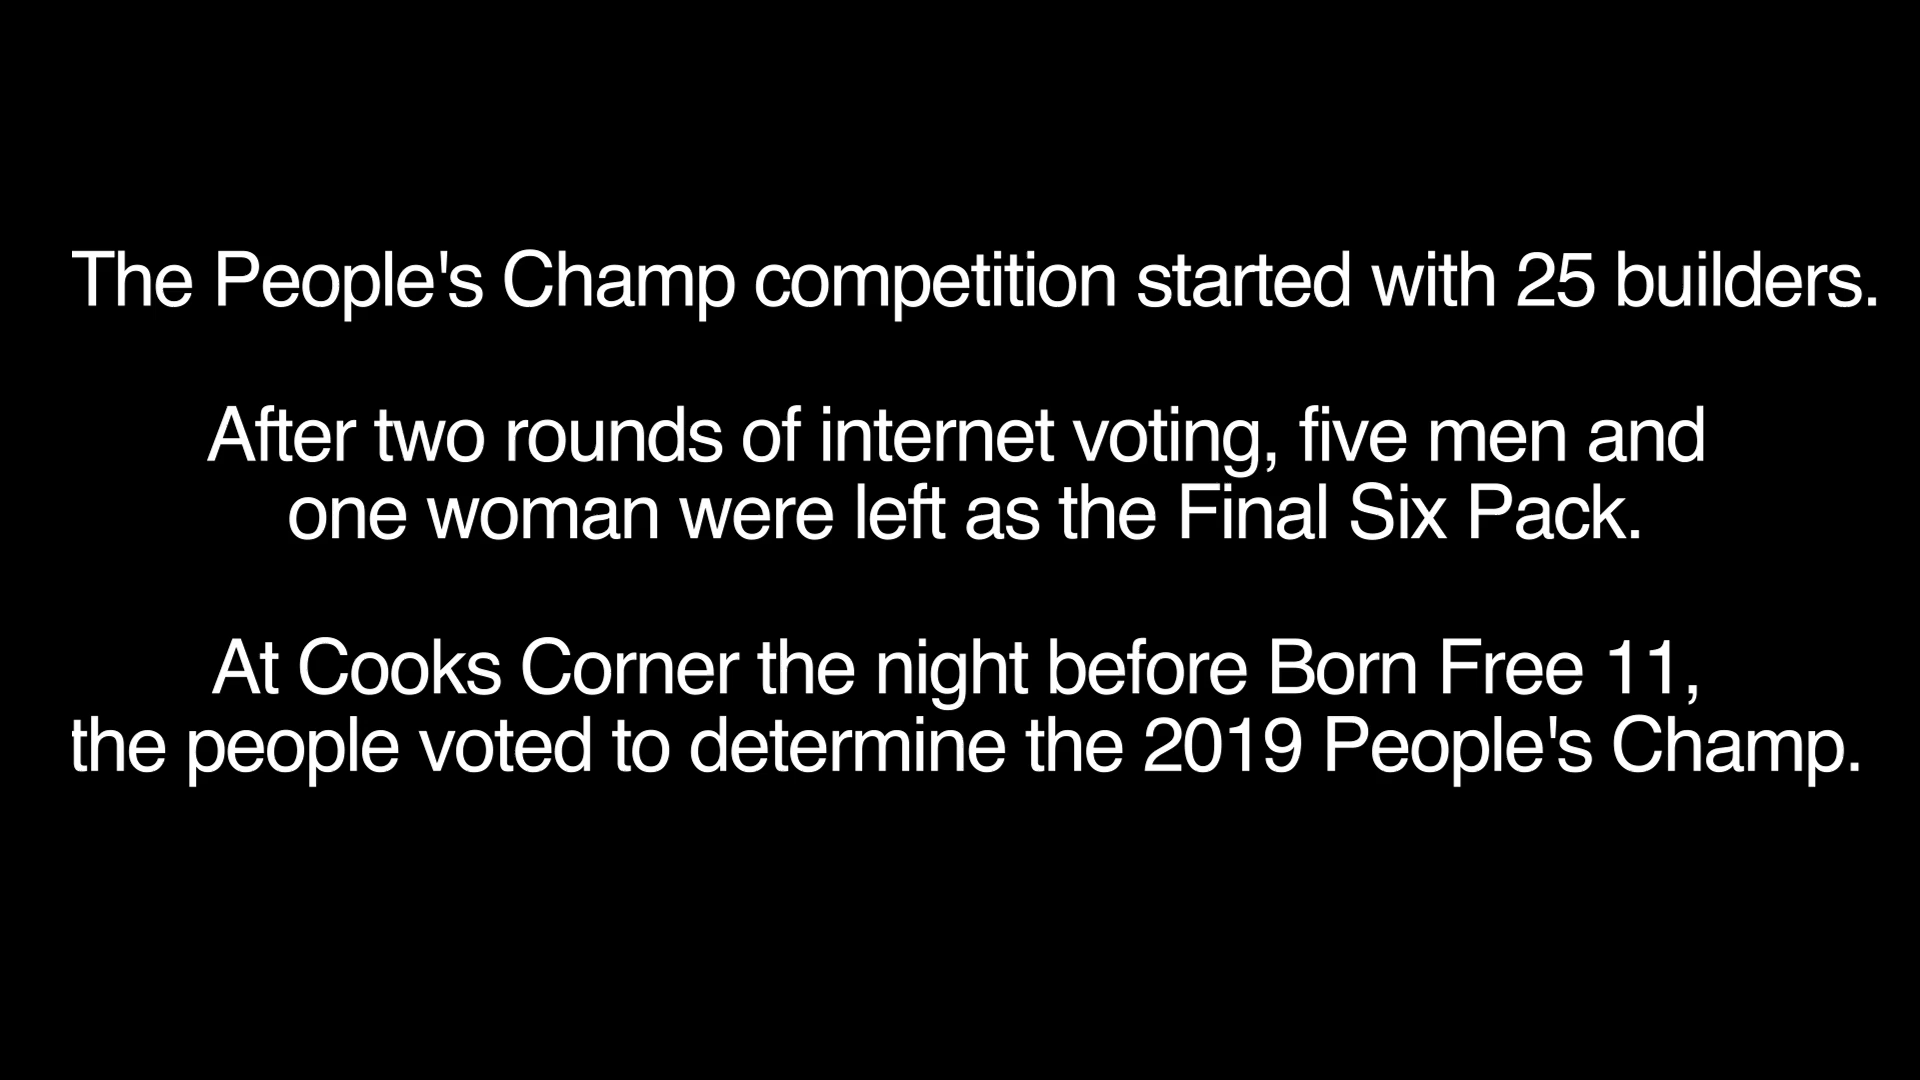 The People's Champ competition started with 25 builders.
After two rounds of internet voting, five men and
one woman were left as the Final Six Pack.
At Cooks Corner the night before Born Free 11,
the people voted to determine the 2019 People's Champ.